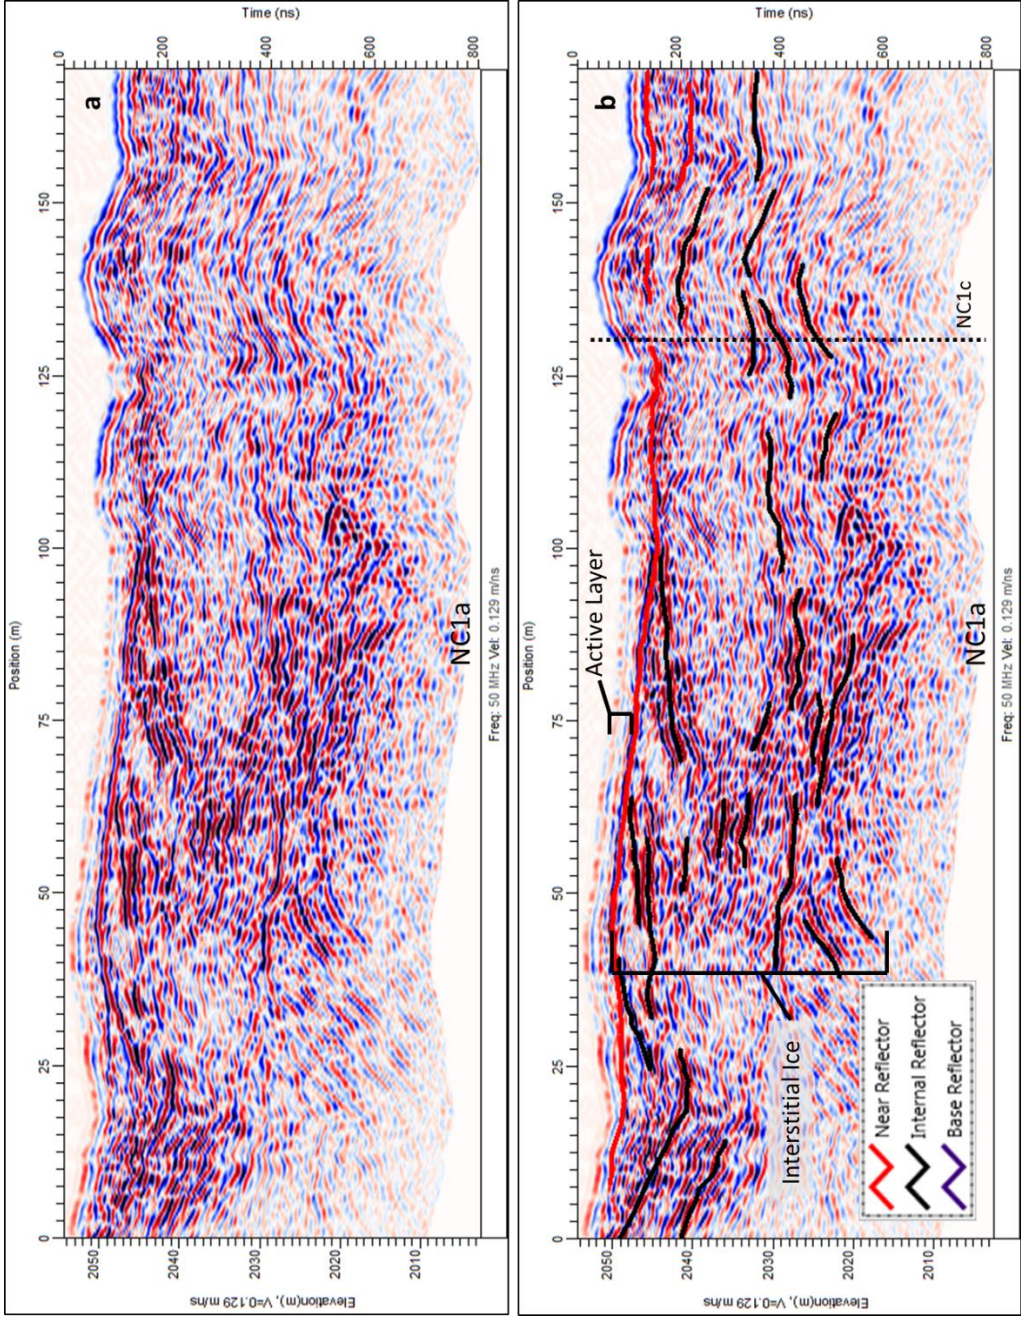 Position (m)
0
25
50
75
100
125
150
2050
2040
2030
2020
2010
Elevation(m), V=0.129 m/ns
0
200
400
600
800
Time (ns)
a
NC1a
Freq: 50 MHz Vel: 0.129 m/ns
Position (m)
0
25
50
75
100
125
150
2050
2040
2030
2020
2010
Elevation(m), V=0.129 m/ns
0
200
400
600
800
Time (ns)
b
Active Layer
Interstitial Ice
NC1c
NC1a
Near Reflector
Internal Reflector
Base Reflector
Freq: 50 MHz Vel: 0.129 m/ns